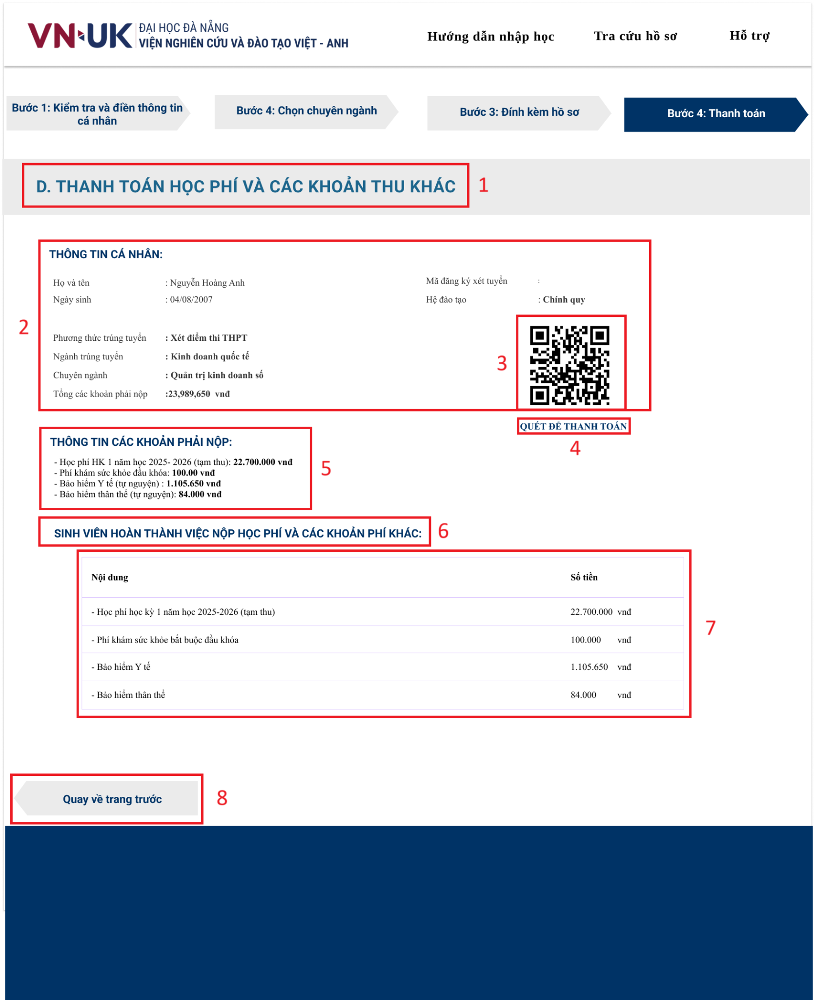 VN UK
ĐẠI HỌC ĐÀ NẴNG
VIỆN NGHIÊN CỨU VÀ ĐÀO TẠO VIỆT - ANH
Hướng dẫn nhập học
Tra cứu hồ sơ
Hỗ trợ
Bước 1: Kiểm tra và điền thông tin
cá nhân
Bước 4: Chọn chuyên ngành
Bước 3: Đính kèm hồ sơ
Bước 4: Thanh toán
D. THANH TOÁN HỌC PHÍ VÀ CÁC KHOẢN THU KHÁC
1
THÔNG TIN CÁ NHÂN:
Họ và tên : Nguyễn Hoàng Anh
Mã đăng ký xét tuyển :
Ngày sinh : 04/08/2007
Hệ đào tạo : Chính quy
2
Phương thức trúng tuyển : Xét điểm thi THPT
Ngành trúng tuyển : Kinh doanh quốc tế
3
Chuyên ngành : Quản trị kinh doanh số
Tổng các khoản phải nộp :23,989,650 vnđ
QUÉT ĐỂ THANH TOÁN
4
THÔNG TIN CÁC KHOẢN PHẢI NỘP:
- Học phí HK 1 năm học 2025- 2026 (tạm thu): 22.700.000 vnđ
- Phí khám sức khỏe đầu khóa: 100.00 vnđ
- Bảo hiểm Y tế (tự nguyện) : 1.105.650 vnđ
- Bảo hiểm thân thể (tự nguyện): 84.000 vnđ
5
SINH VIÊN HOÀN THÀNH VIỆC NỘP HỌC PHÍ VÀ CÁC KHOẢN PHÍ KHÁC:
6
Nội dung Số tiền
- Học phí học kỳ 1 năm học 2025-2026 (tạm thu) 22.700.000 vnđ
- Phí khám sức khỏe bắt buộc đầu khóa 100.000 vnđ
- Bảo hiểm Y tế 1.105.650 vnđ
- Bảo hiểm thân thể 84.000 vnđ
7
Quay về trang trước
8